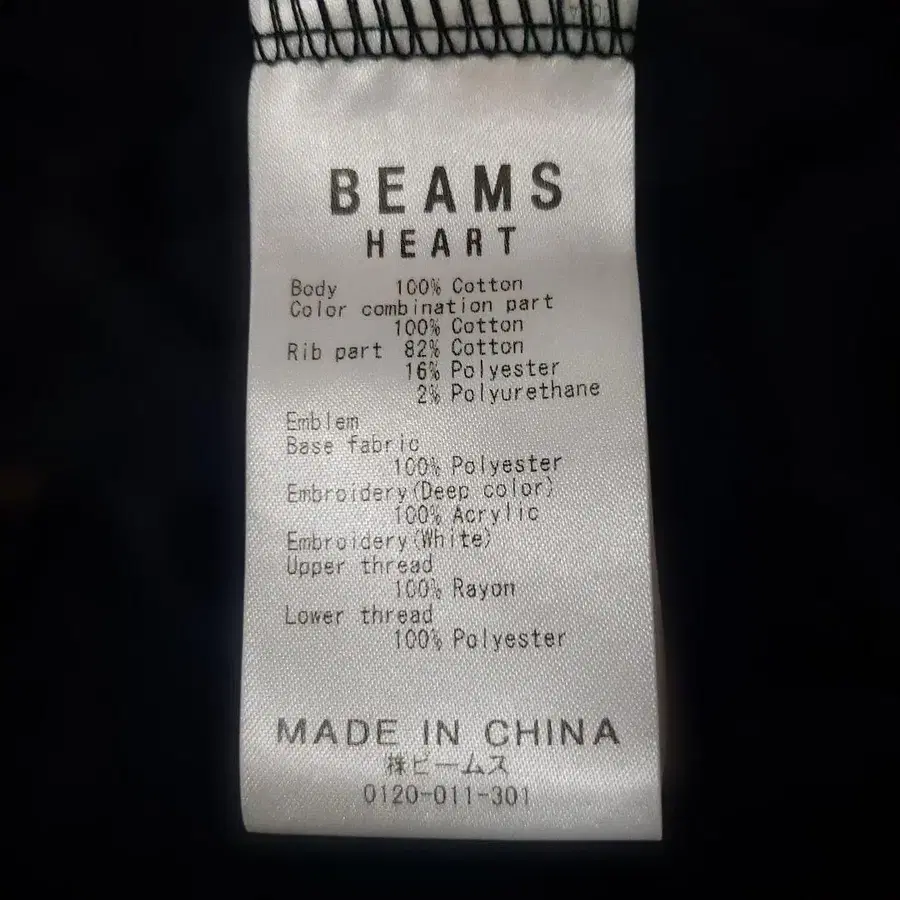 BEAMS
HEART
Body 100% Cotton
Color combination part
100% Cotton
Rib part 82% Cotton
16% Polyester
2% Polyurethane
Emblem
Base fabric
100% Polyester
Embroidery(Deep color)
100% Acrylic
Embroidery(White)
Upper thread
100% Rayon
Lower thread
100% Polyester
MADE IN CHINA
㈱ビームス
0120-011-301